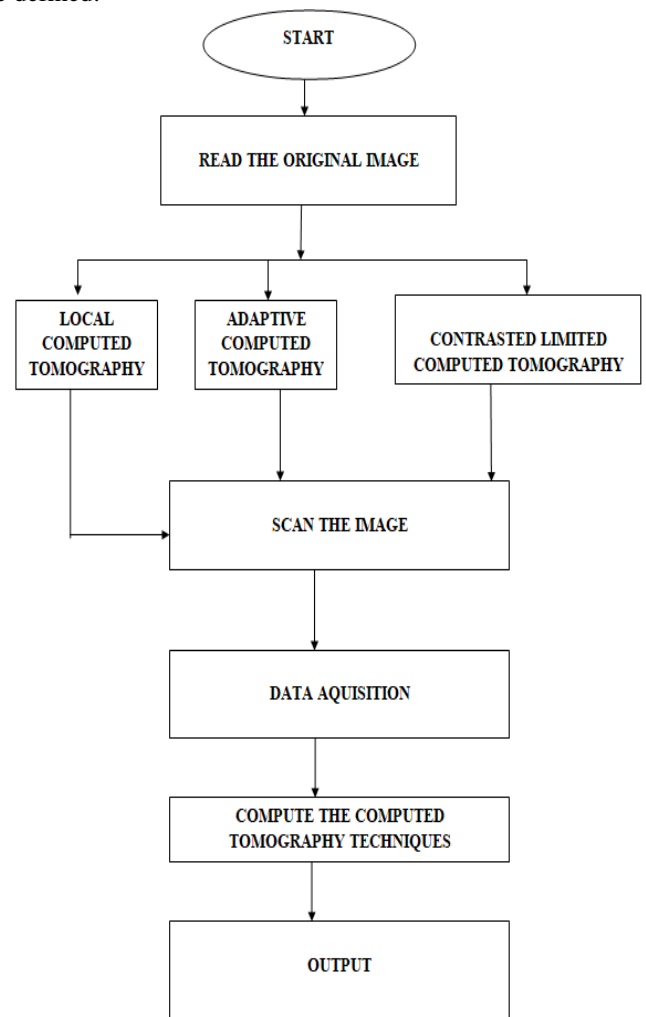 defined.
START
READ THE ORIGINAL IMAGE
LOCAL
COMPUTED
TOMOGRAPHY
ADAPTIVE
COMPUTED
TOMOGRAPHY
CONTRASTED LIMITED
COMPUTED TOMOGRAPHY
SCAN THE IMAGE
DATA AQUISITION
COMPUTE THE COMPUTED
TOMOGRAPHY TECHNIQUES
OUTPUT